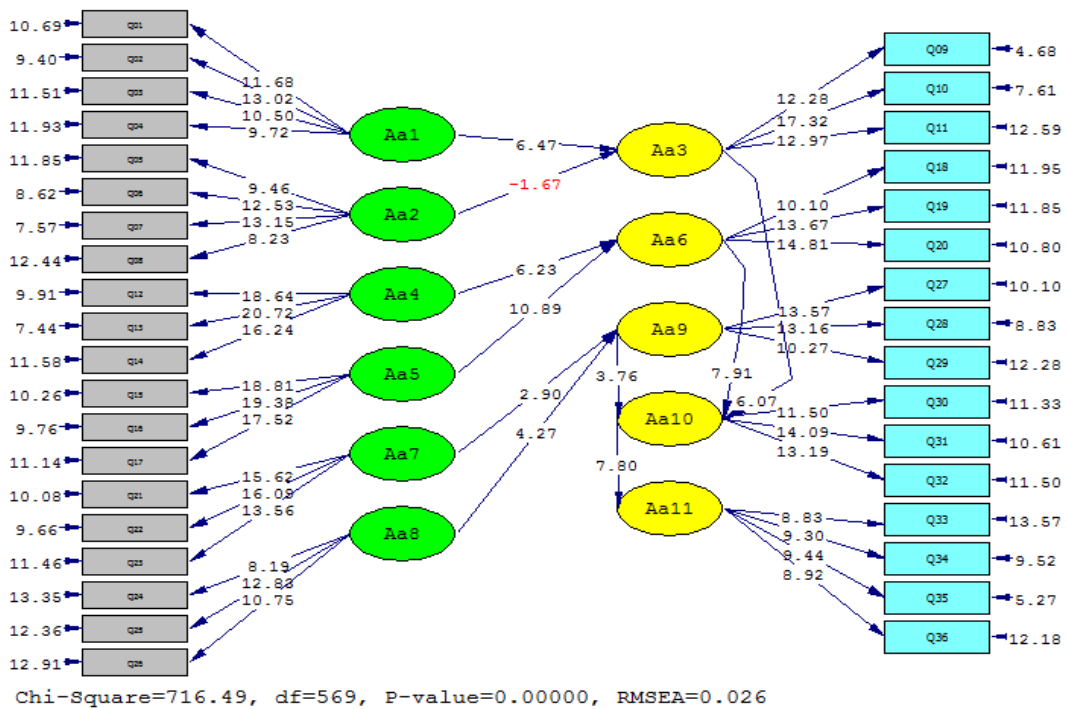 10.69 Q01
9.40 Q02
11.51 Q03
11.93 Q04
11.85 Q05
8.62 Q06
7.57 Q07
12.44 Q08
9.91 Q12
7.44 Q13
11.58 Q14
10.26 Q15
9.76 Q16
11.14 Q17
10.08 Q21
9.66 Q22
11.46 Q23
13.35 Q24
12.36 Q25
12.91 Q26
11.68
13.02
10.50
9.72
9.46
12.53
13.15
8.23
18.64
20.72
16.24
18.81
19.38
17.52
15.62
16.09
13.56
8.19
12.83
10.75
Aa1
Aa2
Aa4
Aa5
Aa7
Aa8
6.47
-1.67
6.23
10.89
2.90
4.27
Aa3
Aa6
Aa9
3.76
Aa10
7.80
Aa11
7.91
6.07
12.28
17.32
12.97
10.10
13.67
14.81
13.57
13.16
10.27
11.50
14.09
13.19
8.83
9.30
9.44
8.92
Q09 4.68
Q10 7.61
Q11 12.59
Q18 11.95
Q19 11.85
Q20 10.80
Q27 10.10
Q28 8.83
Q29 12.28
Q30 11.33
Q31 10.61
Q32 11.50
Q33 13.57
Q34 9.52
Q35 5.27
Q36 12.18
Chi-Square=716.49, df=569, P-value=0.00000, RMSEA=0.026